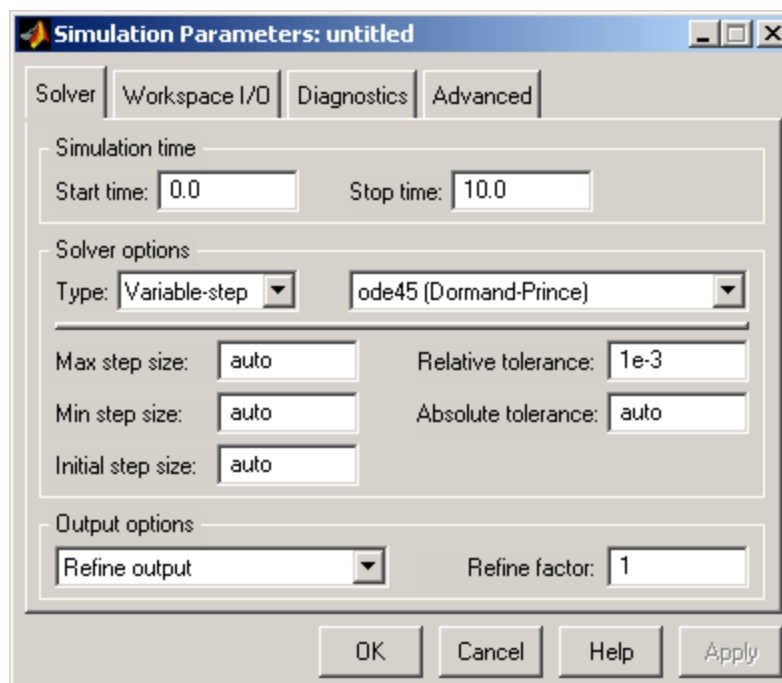 Simulation Parameters: untitled
Solver Workspace I/O Diagnostics Advanced
Simulation time
Start time: 0.0 Stop time: 10.0
Solver options
Type: Variable-step ode45 (Dormand-Prince)
Max step size: auto Relative tolerance: 1e-3
Min step size: auto Absolute tolerance: auto
Initial step size: auto
Output options
Refine output Refine factor: 1
OK Cancel Help Apply